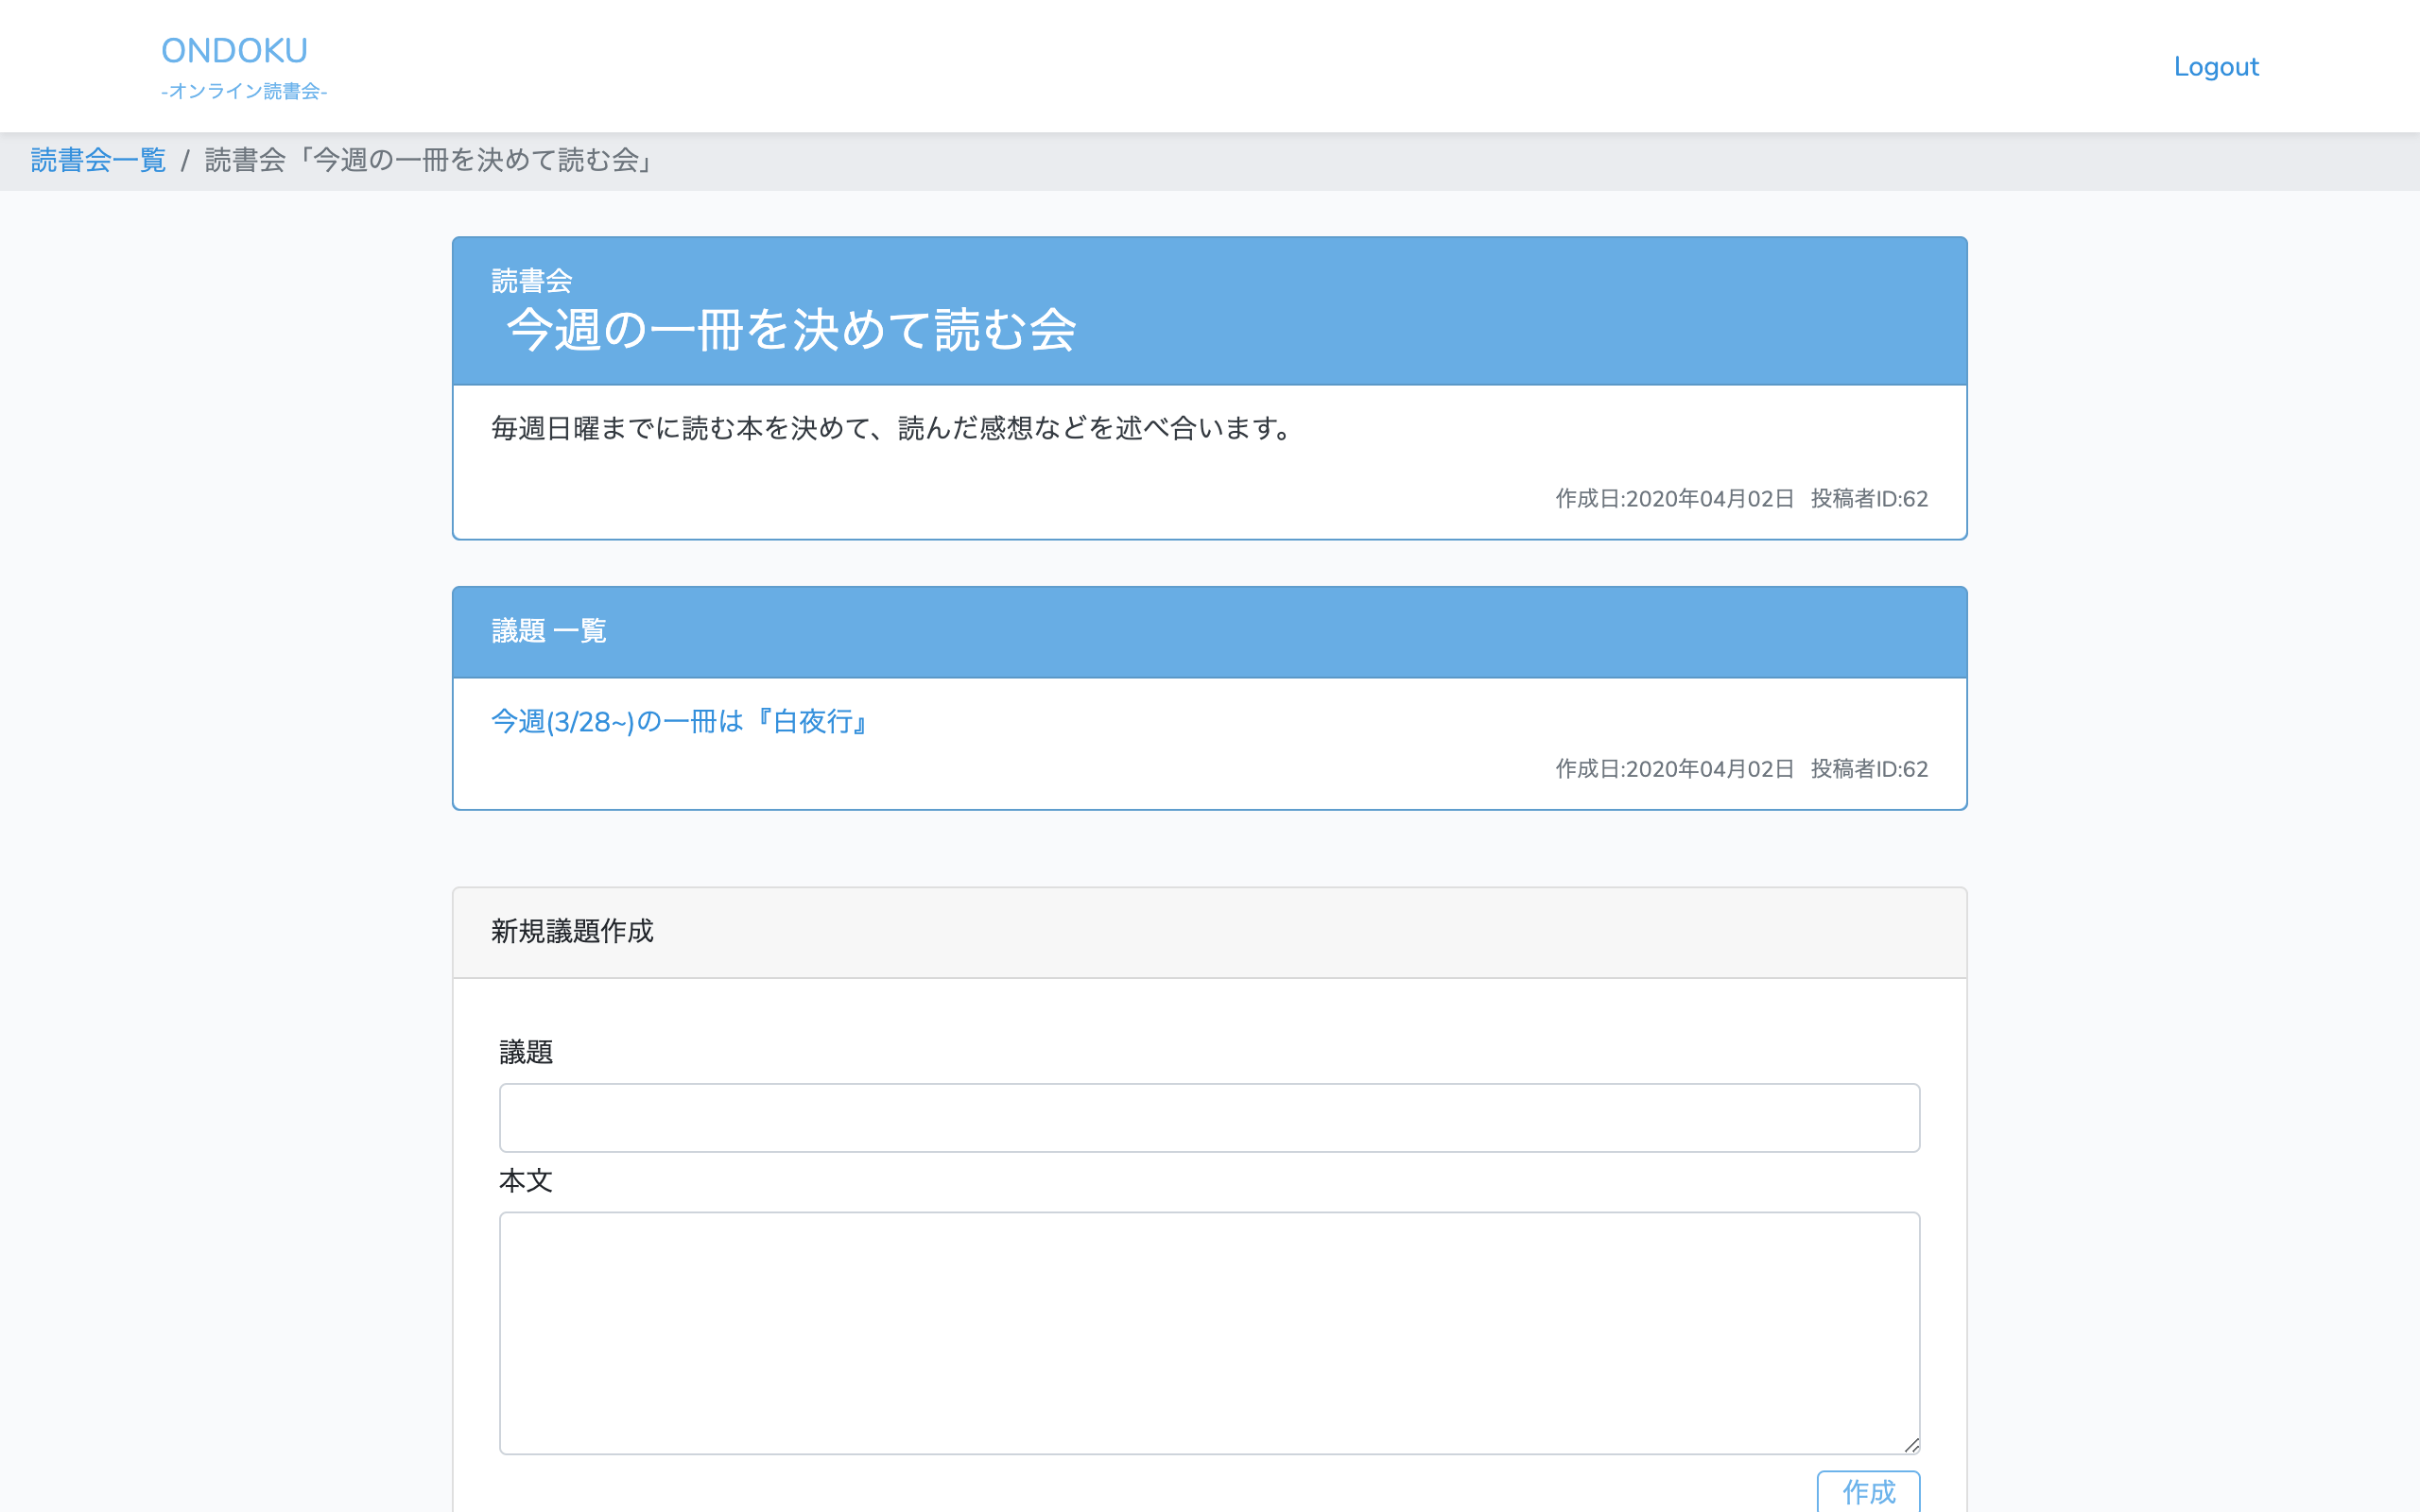 ONDOKU
-オンライン読書会-
Logout
読書会一覧 / 読書会「今週の一冊を決めて読む会」
読書会
今週の一冊を決めて読む会
毎週日曜までに読む本を決めて、読んだ感想などを述べ合います。
作成日:2020年04月02日 投稿者ID:62
議題 一覧
今週(3/28~)の一冊は『白夜行』
作成日:2020年04月02日 投稿者ID:62
新規議題作成
議題
本文
作成